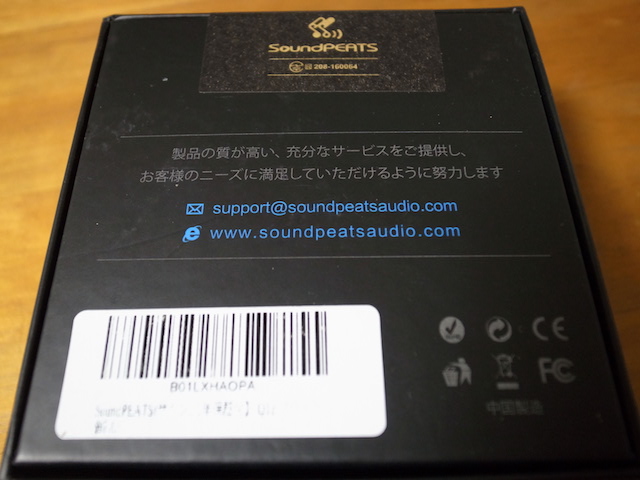 SoundPEATS
208-160064
製品の質が高い、充分なサービスをご提供し、
お客様のニーズに満足していただけるように努力します
support@soundpeatsaudio.com
www.soundpeatsaudio.com
B01LXHAOPA
SoundPEATS
CE
FC
中国製造